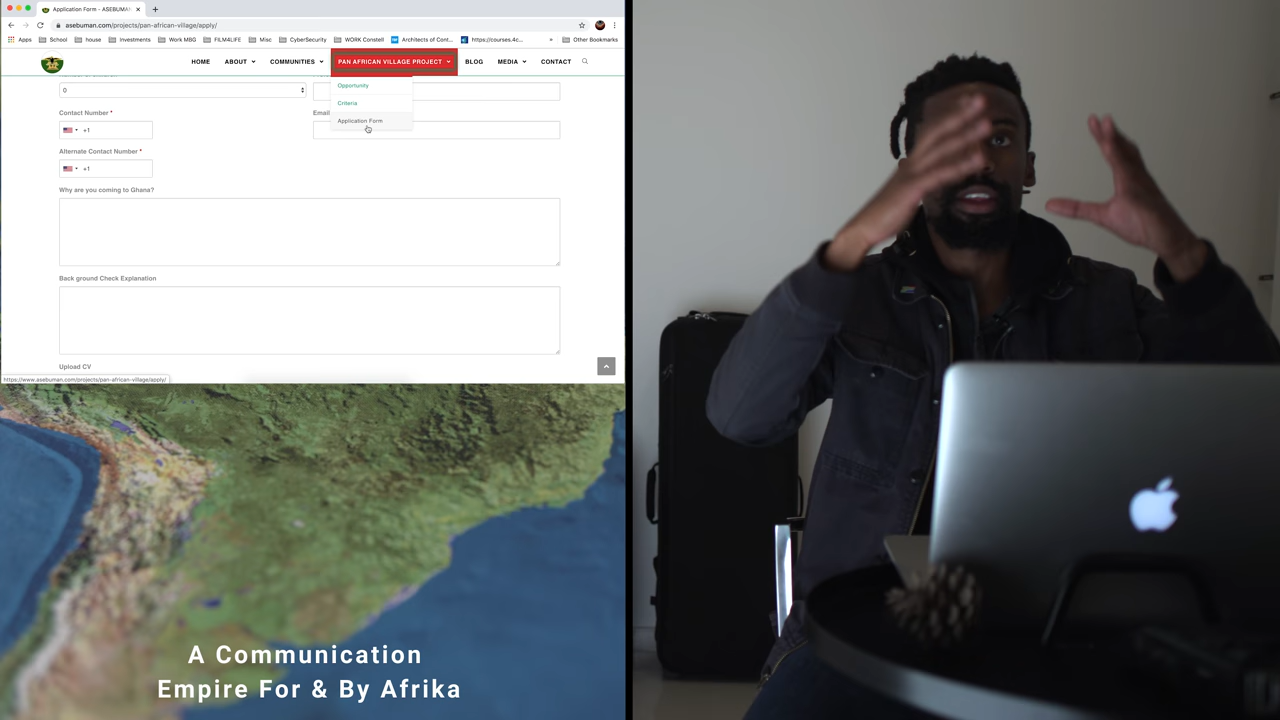 Application Form - ASEBUMAN.
asebuman.com/projects/pan-african-village/apply/
Apps School house Investments Work MBG FILM4LIFE Misc CyberSecurity WORK Constell Architects of Cont... https://courses.4c... » Other Bookmarks
HOME ABOUT COMMUNITIES PAN AFRICAN VILLAGE PROJECT BLOG MEDIA CONTACT
Opportunity
Criteria
Application Form
0
Contact Number *
Email
+1
Alternate Contact Number *
+1
Why are you coming to Ghana?
Back ground Check Explanation
Upload CV
https://www.asebuman.com/projects/pan-african-village/apply/
A Communication
Empire For & By Afrika